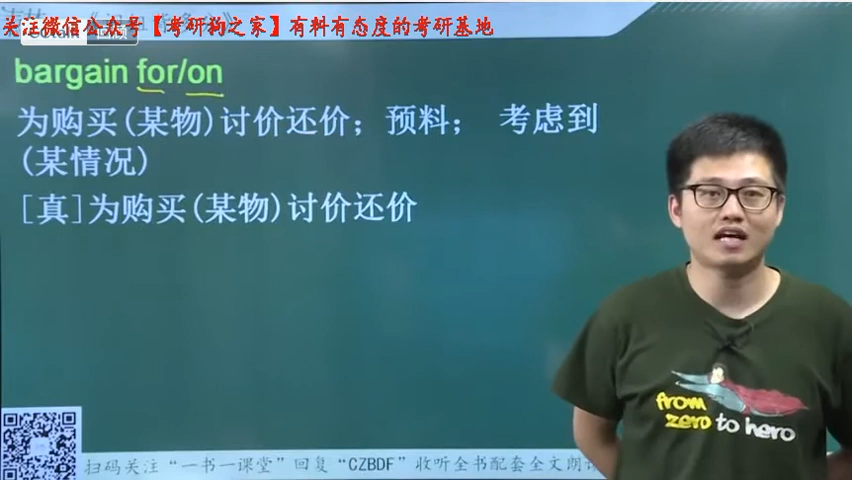 关注微信公众号【考研狗之家】有料有态度的考研基地
bargain for/on
为购买(某物)讨价还价；预料； 考虑到
(某情况)
[真]为购买(某物)讨价还价
from
zero to hero
扫码关注“一书一课堂”回复“CZBDF”收听全书配套全文朗